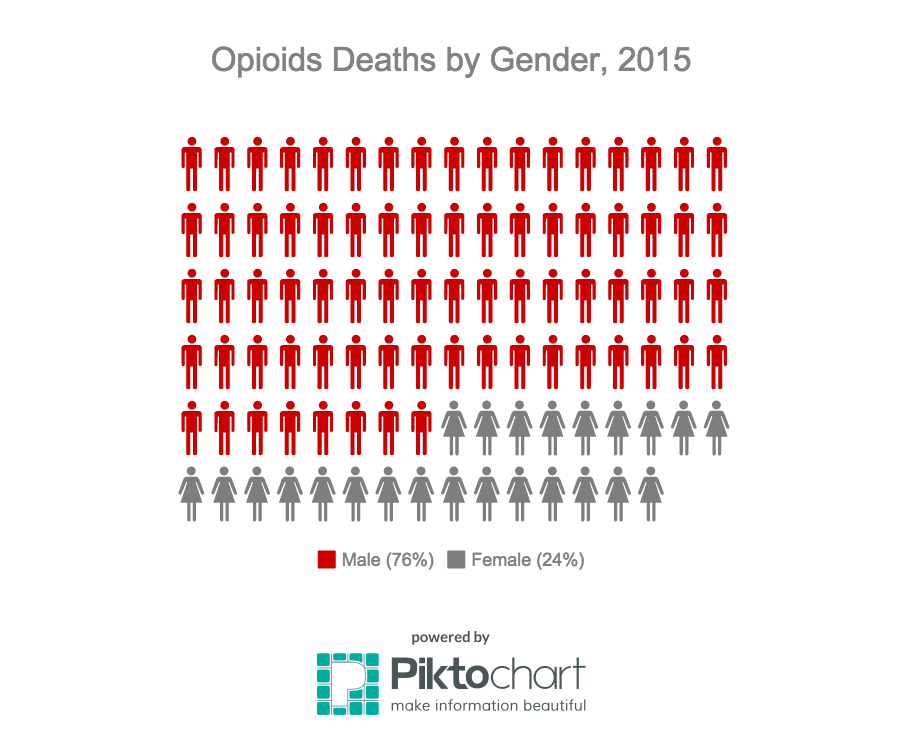 Opioids Deaths by Gender, 2015
Male (76%) Female (24%)
powered by
Piktochart
make information beautiful